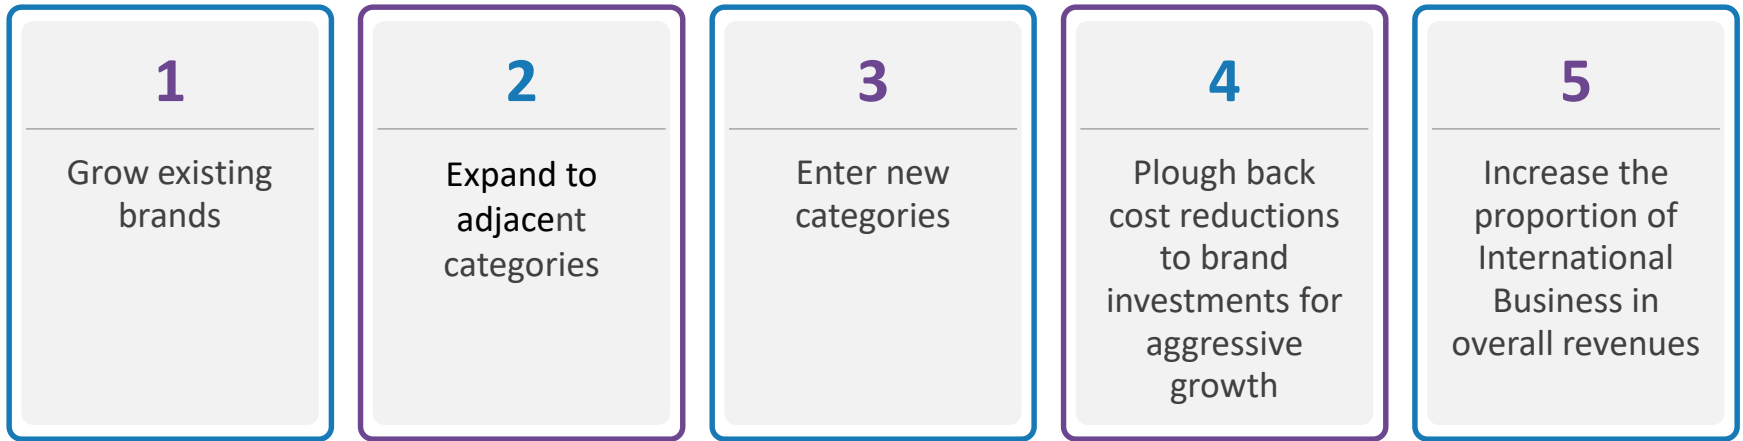 1
Grow existing
brands
2
Expand to
adjacent
categories
3
Enter new
categories
4
Plough back
cost reductions
to brand
investments for
aggressive
growth
5
Increase the
proportion of
International
Business in
overall revenues